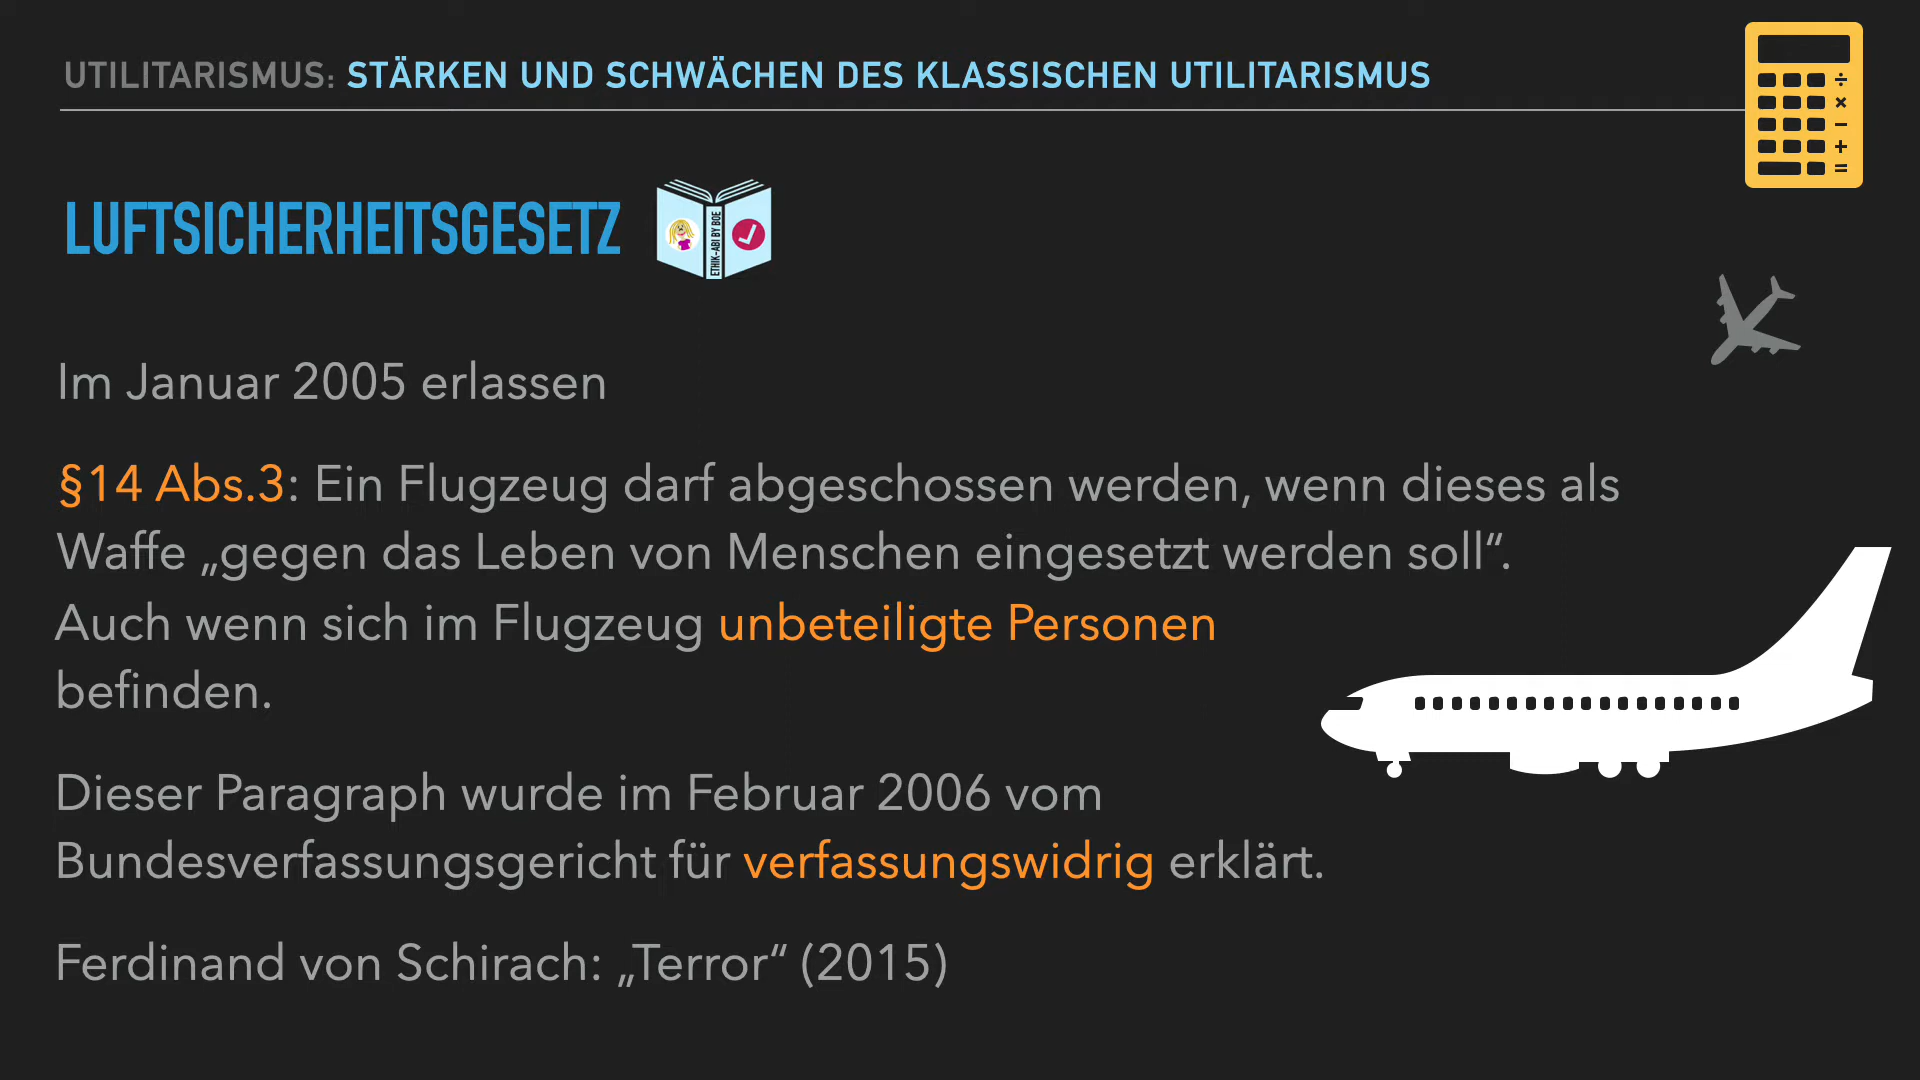 UTILITARISMUS: STÄRKEN UND SCHWÄCHEN DES KLASSISCHEN UTILITARISMUS
÷
×
−
+
=
LUFTSICHERHEITSGESETZ
ETHIK-ABI BY BOE
Im Januar 2005 erlassen
§14 Abs.3: Ein Flugzeug darf abgeschossen werden, wenn dieses als
Waffe „gegen das Leben von Menschen eingesetzt werden soll“.
Auch wenn sich im Flugzeug unbeteiligte Personen
befinden.
Dieser Paragraph wurde im Februar 2006 vom
Bundesverfassungsgericht für verfassungswidrig erklärt.
Ferdinand von Schirach: „Terror“ (2015)